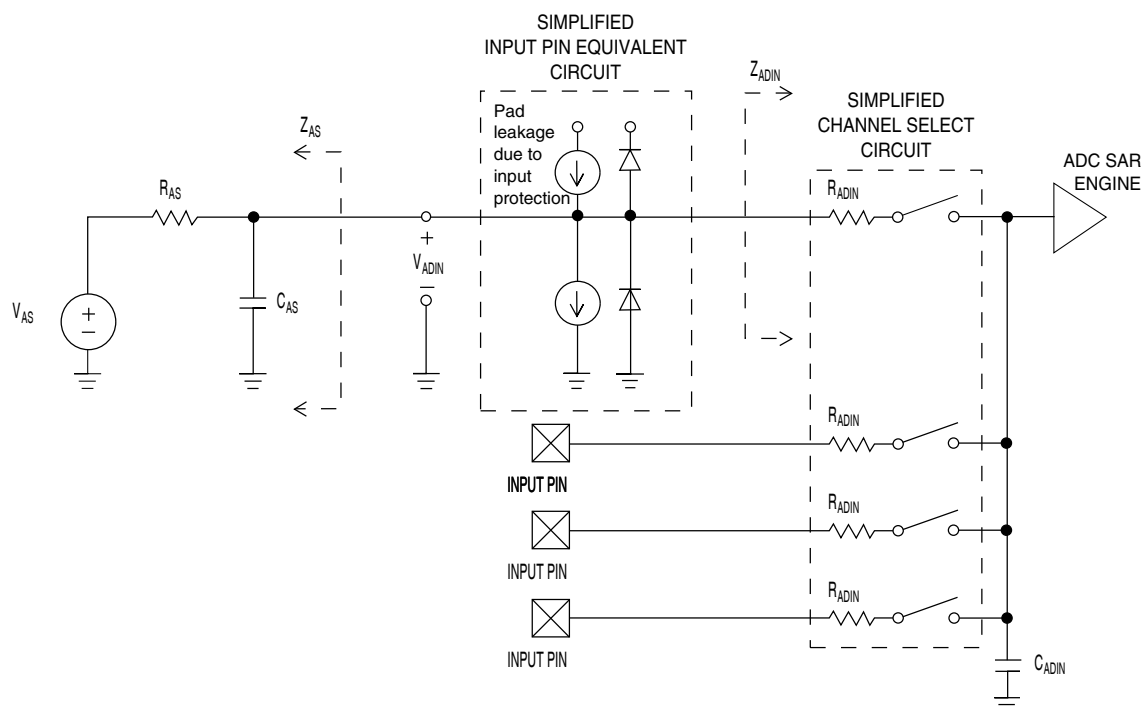 SIMPLIFIED
INPUT PIN EQUIVALENT
CIRCUIT
Pad
leakage
due to
input
protection
ZADIN
SIMPLIFIED
CHANNEL SELECT
CIRCUIT
ADC SAR
ENGINE
ZAS
RAS
RADIN
+
VADIN
−
VAS
+
−
CAS
RADIN
INPUT PIN
RADIN
INPUT PIN
RADIN
INPUT PIN
CADIN